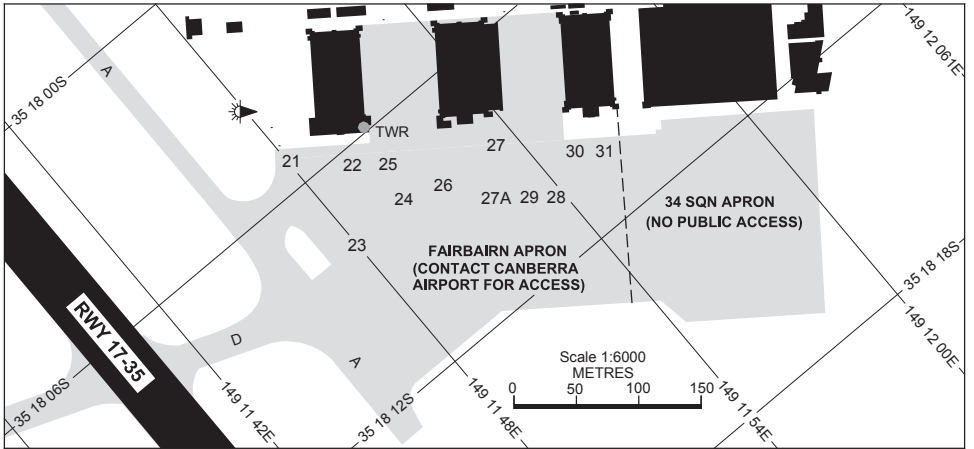 149 12 061E
A
35 18 00S
TWR
27
21
22
25
30
31
26
24
27A
29
28
34 SQN APRON
(NO PUBLIC ACCESS)
23
FAIRBAIRN APRON
(CONTACT CANBERRA
AIRPORT FOR ACCESS)
35 18 18S
RWY 17-35
D
A
149 12 00E
Scale 1:6000
METRES
0 50 100 150
35 18 06S
149 11 42E
35 18 12S
149 11 48E
149 11 54E